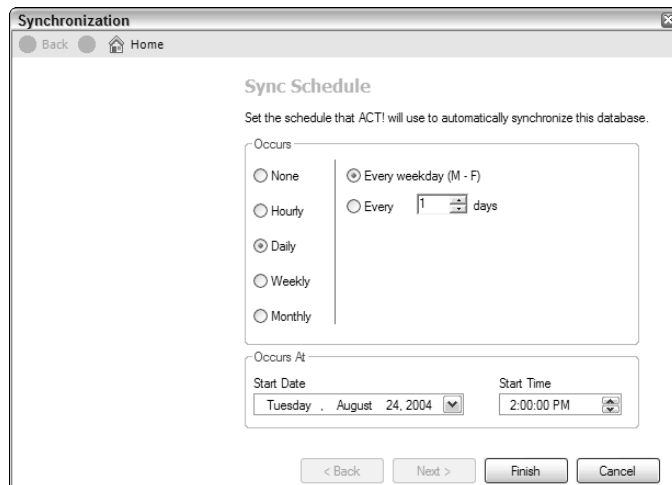 Synchronization
Back Home
Sync Schedule
Set the schedule that ACT! will use to automatically synchronize this database.
Occurs
None
Hourly
Daily
Weekly
Monthly
Every weekday (M - F)
Every 1 days
Occurs At
Start Date
Tuesday , August 24, 2004
Start Time
2:00:00 PM
< Back Next > Finish Cancel